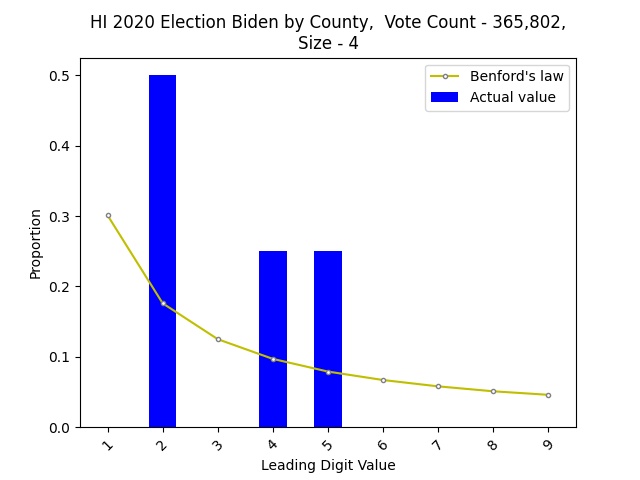 HI 2020 Election Biden by County,  Vote Count - 365,802,
Size - 4
Benford's law
Actual value
0.5
0.4
0.3
0.2
0.1
0.0
Proportion
1 2 3 4 5 6 7 8 9
Leading Digit Value